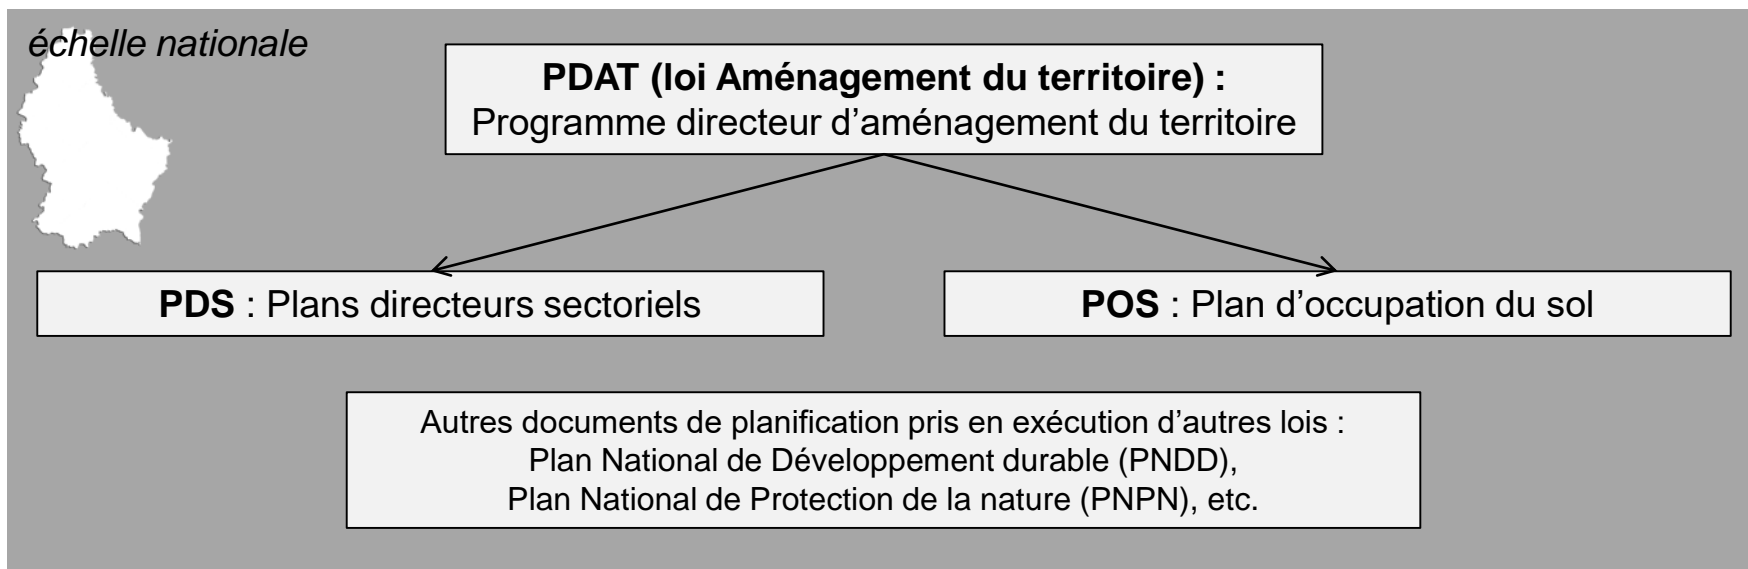 échelle nationale
PDAT (loi Aménagement du territoire) :
Programme directeur d’aménagement du territoire
PDS : Plans directeurs sectoriels
POS : Plan d’occupation du sol
Autres documents de planification pris en exécution d’autres lois :
Plan National de Développement durable (PNDD),
Plan National de Protection de la nature (PNPN), etc.